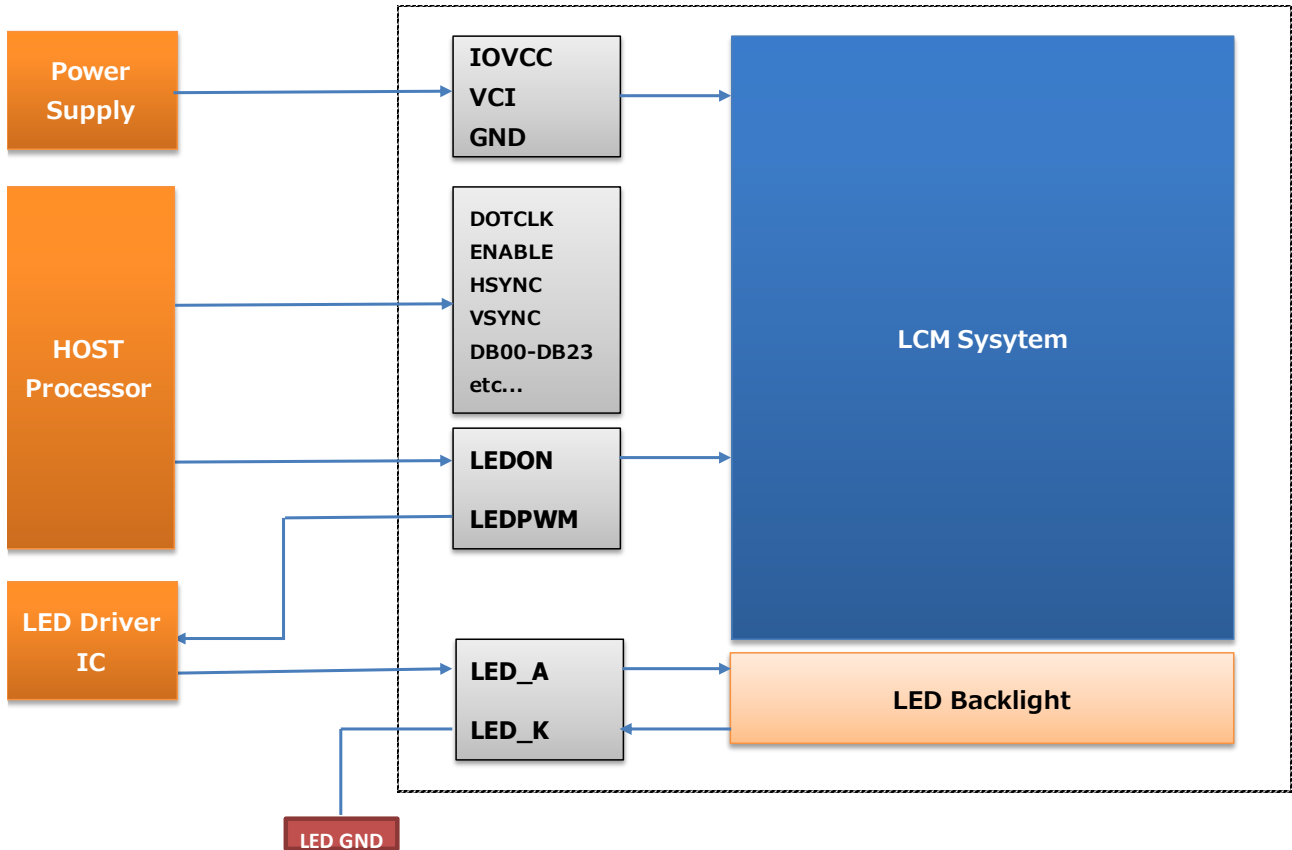 Power
Supply
IOVCC
VCI
GND
HOST
Processor
DOTCLK
ENABLE
HSYNC
VSYNC
DB00-DB23
etc...
LCM Sysytem
LEDON
LEDPWM
LED Driver
IC
LED_A
LED_K
LED Backlight
LED GND